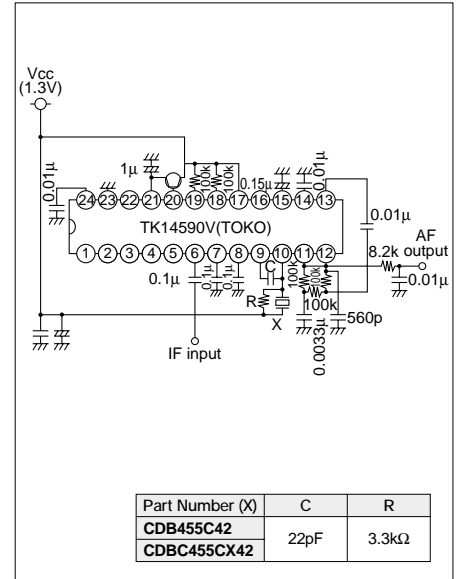 Vcc
(1.3V)
1μ
100k
100k
0.15μ
0.01μ
0.01μ
24 23 22 21 20 19 18 17 16 15 14 13
0.01μ
TK14590V(TOKO)
1 2 3 4 5 6 7 8 9 10 11 12
AF
output
8.2k
0.1μ
0.1μ
0.1μ
C
100k
100k
0.01μ
R
100k
X
560p
0.0033μ
IF input
Part Number (X) C R
CDB455C42 22pF 3.3kΩ
CDBC455CX42